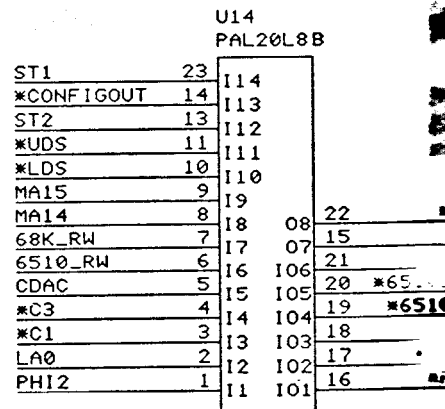 U14
PAL20L8B
ST1 23 I14
*CONFIGOUT 14 I13
ST2 13 I12
*UDS 11 I11
*LDS 10 I10
MA15 9 I9
MA14 8 I8 O8 22
68K_RW 7 I7 O7 15
6510_RW 6 I6 IO6 21
CDAC 5 I5 IO5 20
*C3 4 I4 IO4 19
*C1 3 I3 IO3 18
LA0 2 I2 IO2 17
PHI2 1 I1 IO1 16